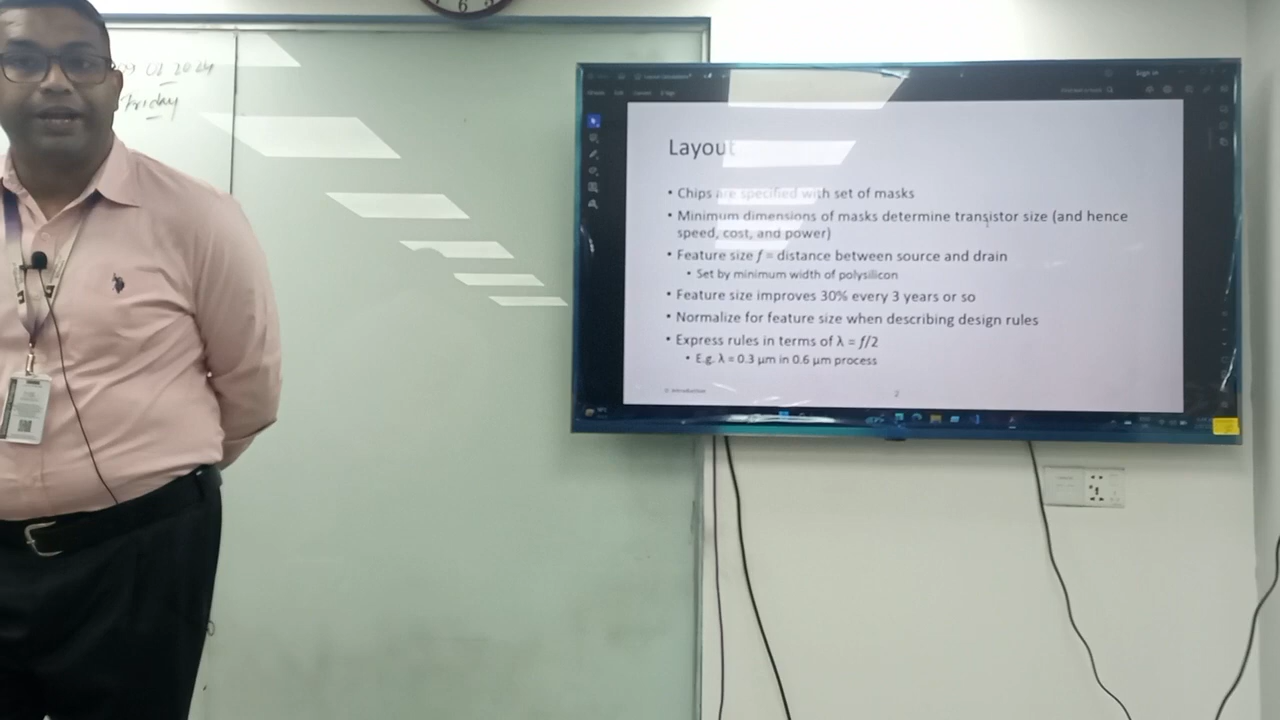 Friday
Sign in
Layout
• Chips are specified with set of masks
• Minimum dimensions of masks determine transistor size (and hence
speed, cost, and power)
• Feature size f = distance between source and drain
• Set by minimum width of polysilicon
• Feature size improves 30% every 3 years or so
• Normalize for feature size when describing design rules
• Express rules in terms of λ = f/2
• E.g. λ = 0.3 μm in 0.6 μm process
2